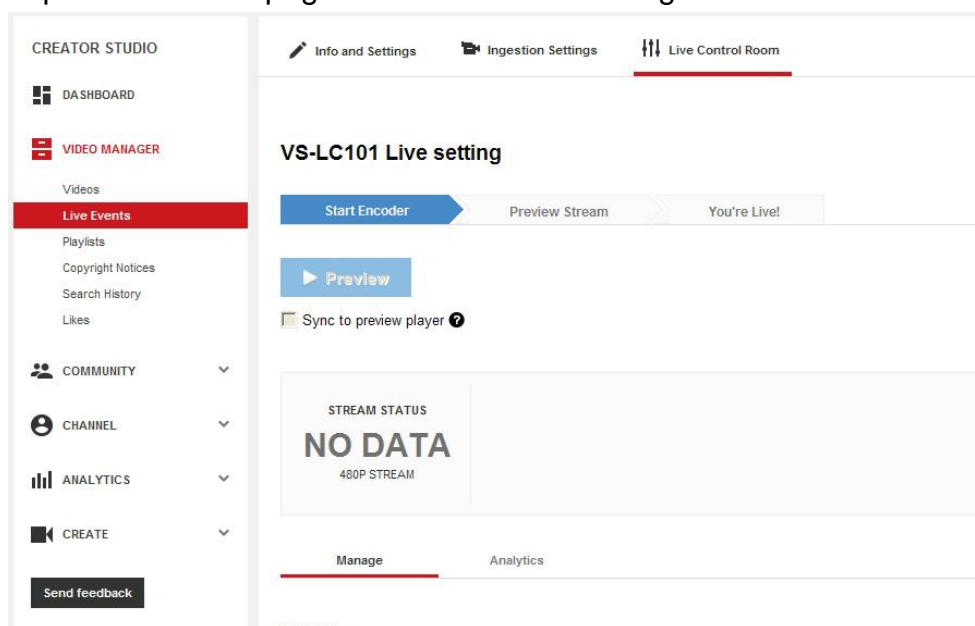 CREATOR STUDIO
DASHBOARD
VIDEO MANAGER
Videos
Live Events
Playlists
Copyright Notices
Search History
Likes
COMMUNITY
CHANNEL
ANALYTICS
CREATE
Send feedback
Info and Settings Ingestion Settings Live Control Room
VS-LC101 Live setting
Start Encoder Preview Stream You're Live!
Preview
Sync to preview player ?
STREAM STATUS
NO DATA
480P STREAM
Manage Analytics